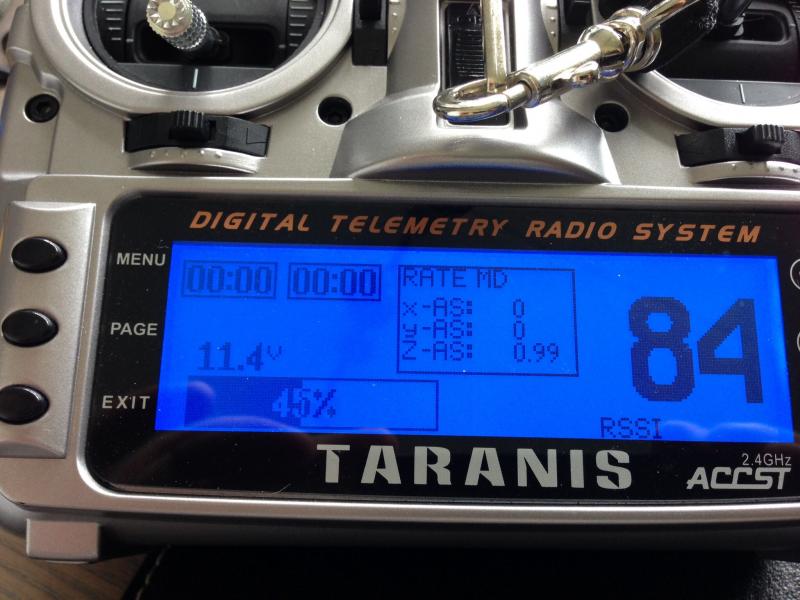 DIGITAL TELEMETRY RADIO SYSTEM
MENU
PAGE
EXIT
00:00 00:00
11.4V
45%
RATE MD
x-AS: 0
y-AS: 0
Z-AS: 0.99
84
RSSI
TARANIS
2.4GHz
ACCST